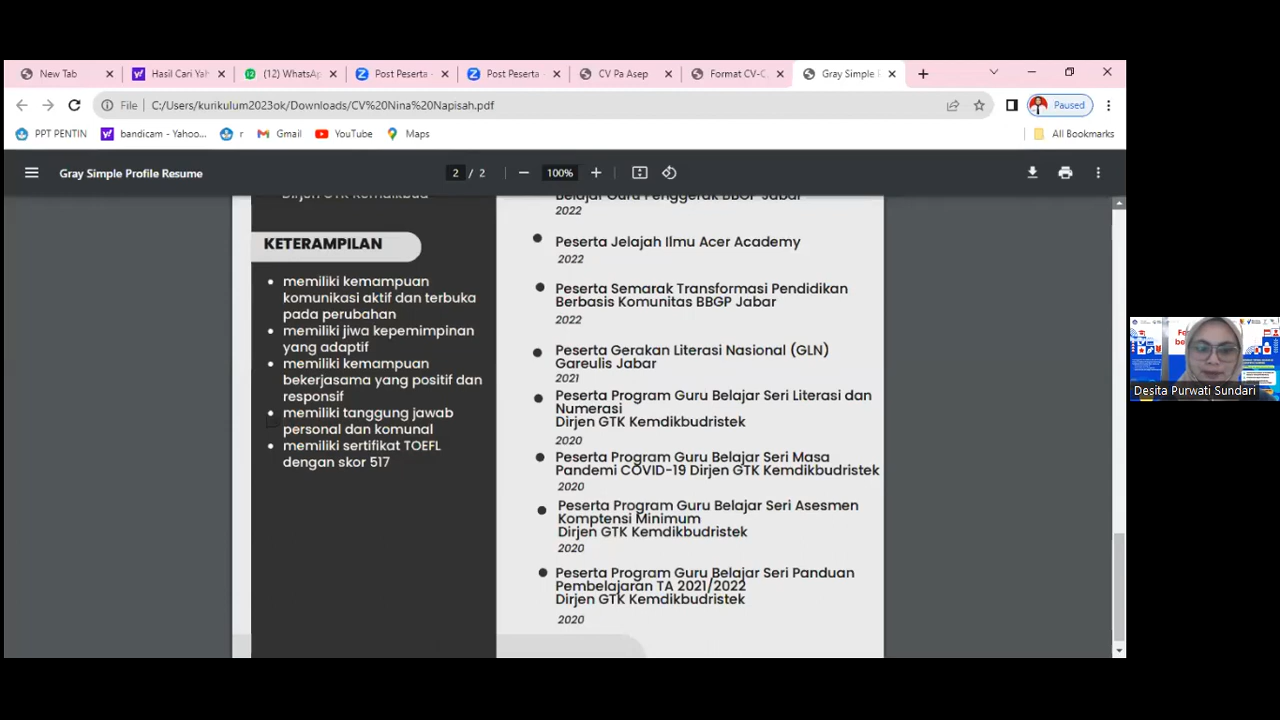 New Tab
Hasil Cari Yah
(12) WhatsAp
Post Peserta -
Post Peserta -
CV Pa Asep
Format CV-C
Gray Simple
File
C:/Users/kurikulum2023ok/Downloads/CV%20Nina%20Napisah.pdf
Paused
PPT PENTIN
bandicam - Yahoo...
r
Gmail
YouTube
Maps
All Bookmarks
Gray Simple Profile Resume
2 / 2
100%
Dirjen GTK Kemdikbud
KETERAMPILAN
memiliki kemampuan
komunikasi aktif dan terbuka
pada perubahan
memiliki jiwa kepemimpinan
yang adaptif
memiliki kemampuan
bekerjasama yang positif dan
responsif
memiliki tanggung jawab
personal dan komunal
memiliki sertifikat TOEFL
dengan skor 517
Belajar Guru Penggerak BBGP Jabar
2022
Peserta Jelajah Ilmu Acer Academy
2022
Peserta Semarak Transformasi Pendidikan
Berbasis Komunitas BBGP Jabar
2022
Peserta Gerakan Literasi Nasional (GLN)
Gareulis Jabar
2021
Peserta Program Guru Belajar Seri Literasi dan
Numerasi
Dirjen GTK Kemdikbudristek
2020
Peserta Program Guru Belajar Seri Masa
Pandemi COVID-19 Dirjen GTK Kemdikbudristek
2020
Peserta Program Guru Belajar Seri Asesmen
Komptensi Minimum
Dirjen GTK Kemdikbudristek
2020
Peserta Program Guru Belajar Seri Panduan
Pembelajaran TA 2021/2022
Dirjen GTK Kemdikbudristek
2020
Desita Purwati Sundari